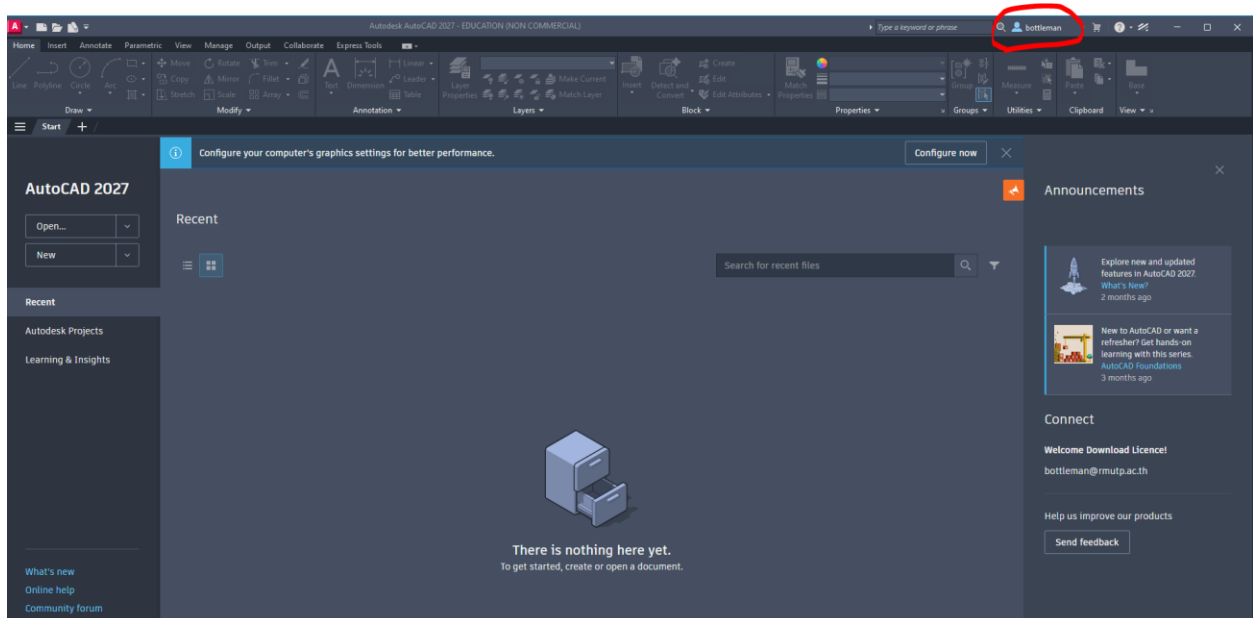 A Autodesk AutoCAD 2027 - EDUCATION (NON COMMERCIAL) Type a keyword or phrase bottleman
Home Insert Annotate Parametric View Manage Output Collaborate Express Tools
Line Polyline Circle Arc
Move Rotate Trim
Copy Mirror Fillet
Stretch Scale Array
Text Dimension
Linear
Leader
Table
Layer Properties
Make Current
Match Layer
Insert
Detect and Convert
Create
Edit
Edit Attributes
Match Properties
Group
Measure
Paste
Base
Draw Modify Annotation Layers Block Properties Groups Utilities Clipboard View
Start
Configure your computer's graphics settings for better performance. Configure now
AutoCAD 2027
Open...
New
Recent
Autodesk Projects
Learning & Insights
What's new
Online help
Community forum
Recent
Search for recent files
There is nothing here yet.
To get started, create or open a document.
Announcements
Explore new and updated
features in AutoCAD 2027.
What's New?
2 months ago
New to AutoCAD or want a
refresher? Get hands-on
learning with this series.
AutoCAD Foundations
3 months ago
Connect
Welcome Download Licence!
bottleman@rmutp.ac.th
Help us improve our products
Send feedback